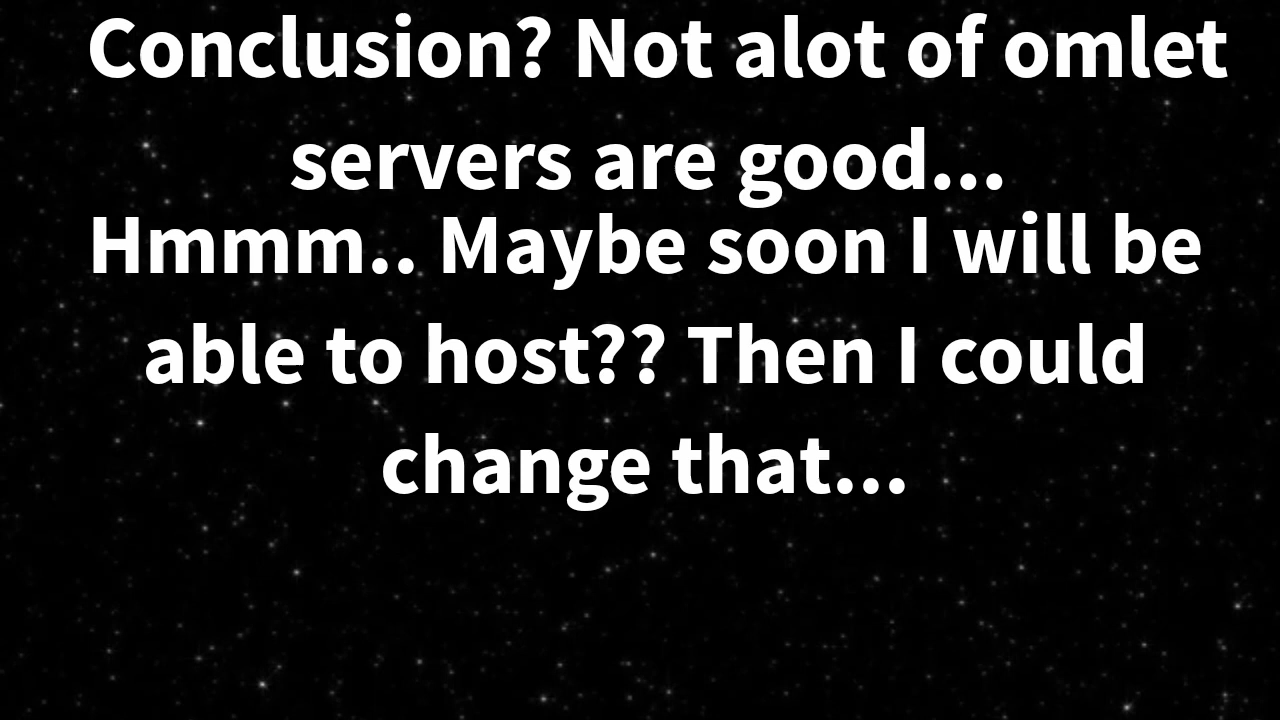 Conclusion? Not alot of omlet
servers are good...
Hmmm.. Maybe soon I will be
able to host?? Then I could
change that...